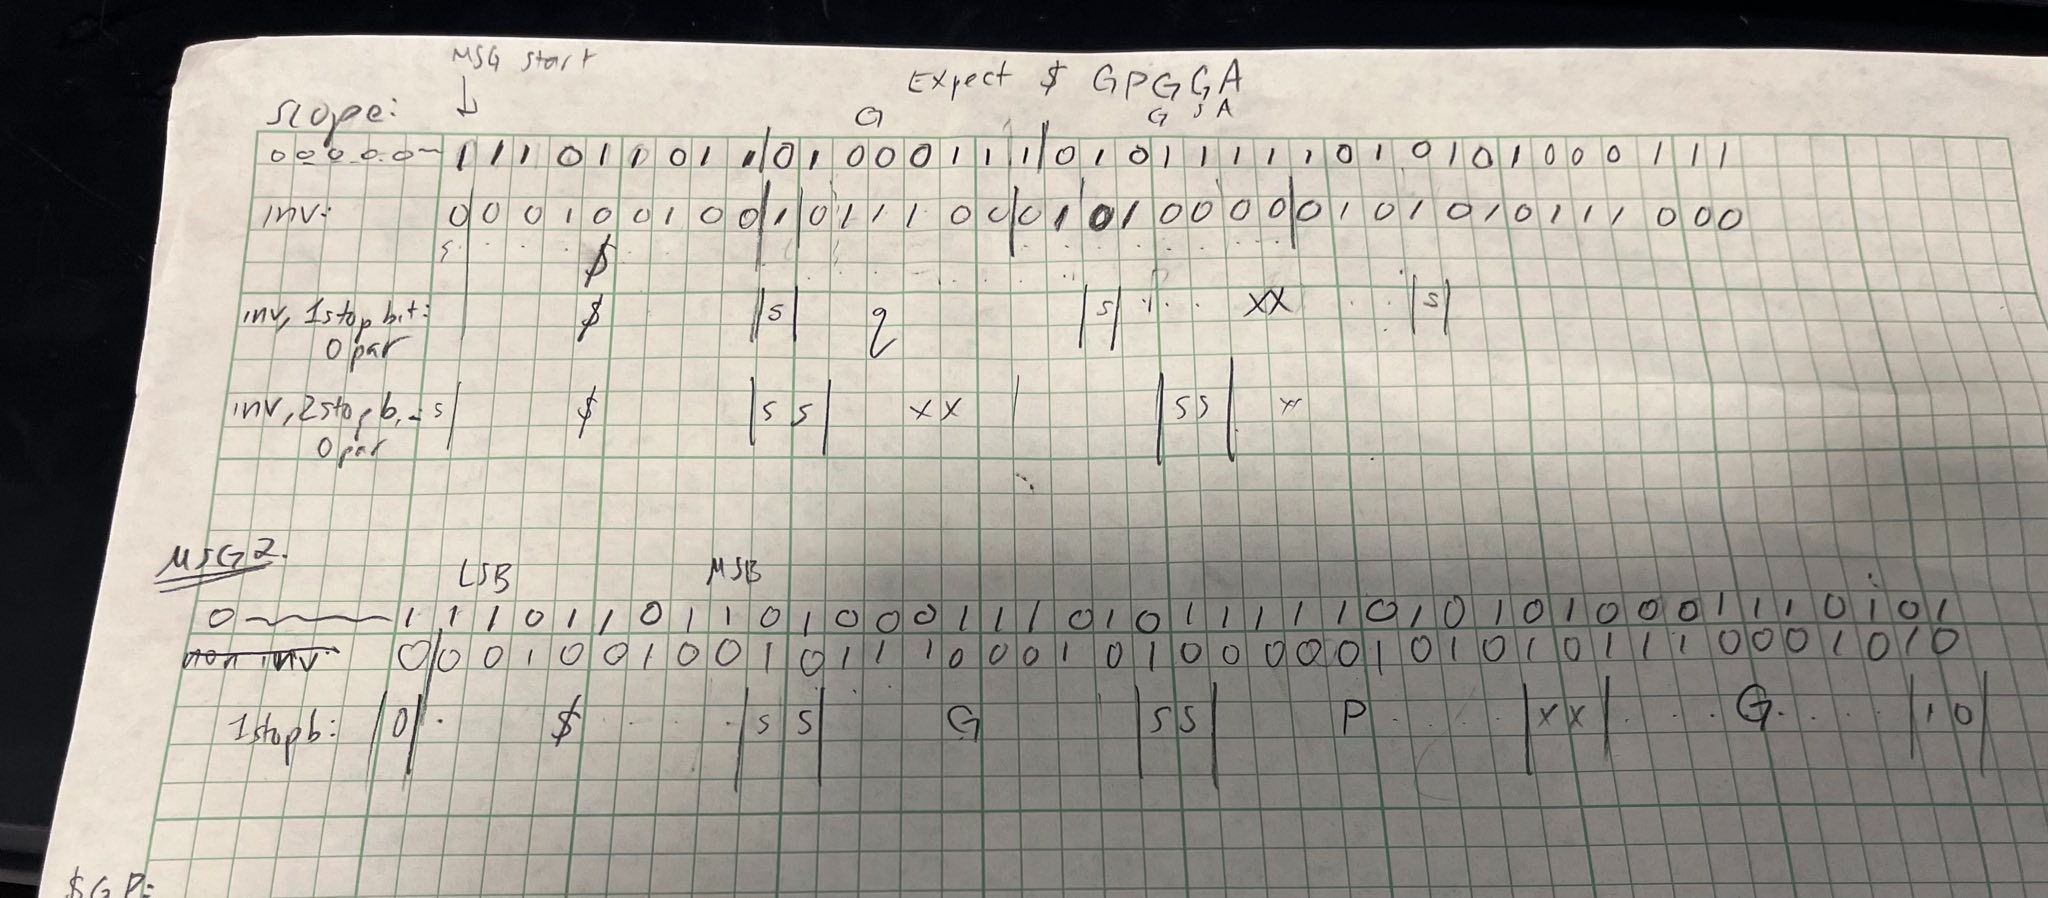 MSG start
Expect $ GPGGA
G
G S A
scope:
0 0 0 0 0 ~ 1 1 1 0 1 1 0 1 1 0 1 0 0 0 1 1 1 0 1 0 1 1 1 1 1 0 1 0 1 0 1 0 0 0 1 1 1
inv: 0 0 0 1 0 0 1 0 0 1 0 1 1 1 0 0 0 1 0 1 0 0 0 0 0 1 0 1 0 1 0 1 1 1 0 0 0
s
$
inv, 1stop bit: $ |s| q |s| xx |s|
0 par
inv, 2stop b. - s| $ |s s| xx | |ss| x
0 par
MSG 2.
LSB MSB
0 ~ 1 1 1 0 1 1 0 1 1 0 1 0 0 0 1 1 1 0 1 0 1 1 1 1 1 0 1 0 1 0 1 0 0 0 1 1 1 0 1 0 1
non inv: 0 0 0 1 0 0 1 0 0 1 0 1 1 1 0 0 0 1 0 1 0 0 0 0 0 1 0 1 0 1 0 1 1 1 0 0 0 1 0 1 0
1stopb: |0| $ |s s| G |ss| P |xx| G |10|
$GP: